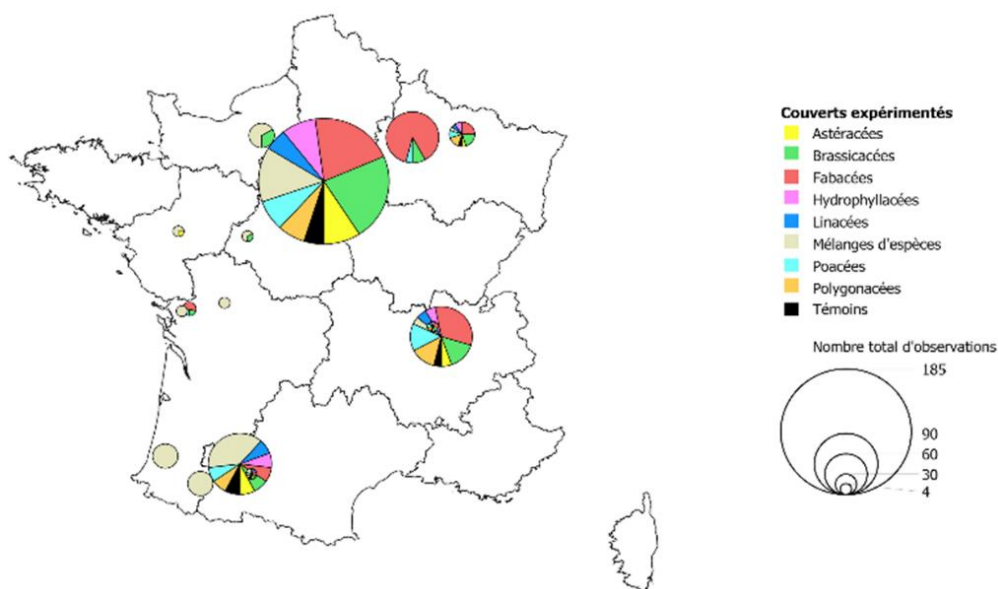 Couverts expérimentés
Astéracées
Brassicacées
Fabacées
Hydrophyllacées
Linacées
Mélanges d'espèces
Poacées
Polygonacées
Témoins
Nombre total d'observations
185
90
60
30
4